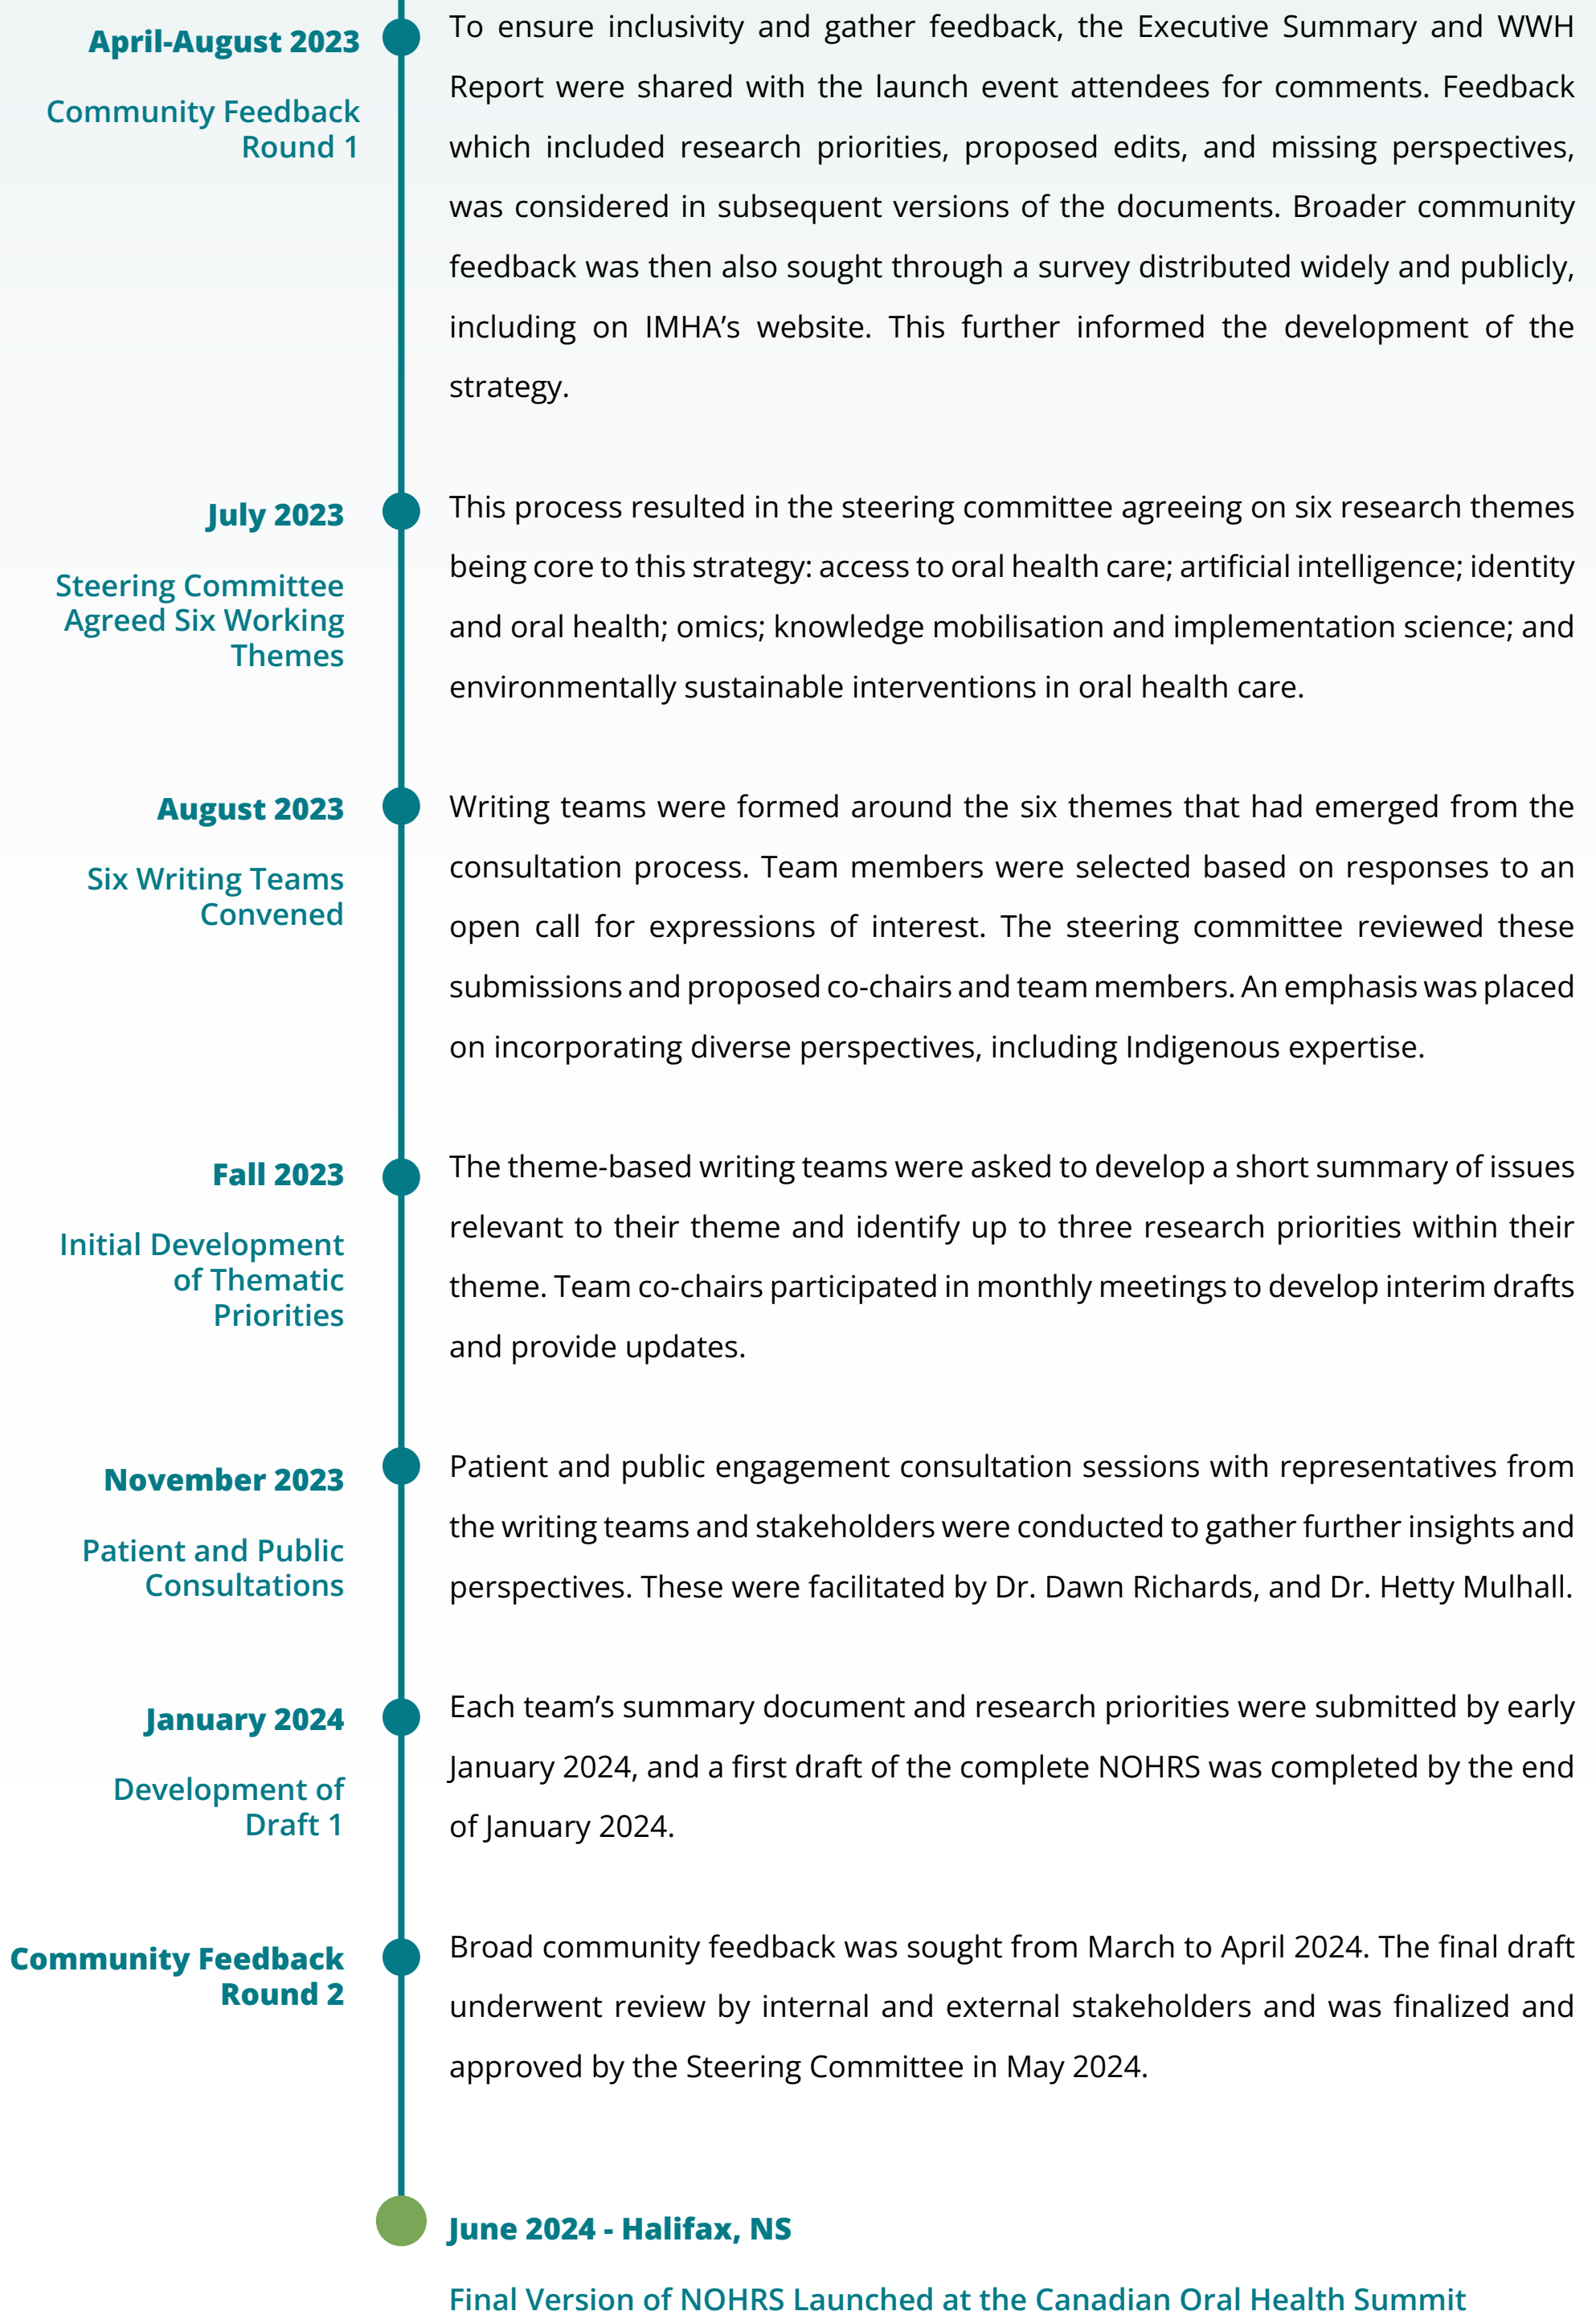 April-August 2023
Community Feedback
Round 1
To ensure inclusivity and gather feedback, the Executive Summary and WWH
Report were shared with the launch event attendees for comments. Feedback
which included research priorities, proposed edits, and missing perspectives,
was considered in subsequent versions of the documents. Broader community
feedback was then also sought through a survey distributed widely and publicly,
including on IMHA’s website. This further informed the development of the
strategy.
July 2023
Steering Committee
Agreed Six Working
Themes
This process resulted in the steering committee agreeing on six research themes
being core to this strategy: access to oral health care; artificial intelligence; identity
and oral health; omics; knowledge mobilisation and implementation science; and
environmentally sustainable interventions in oral health care.
August 2023
Six Writing Teams
Convened
Writing teams were formed around the six themes that had emerged from the
consultation process. Team members were selected based on responses to an
open call for expressions of interest. The steering committee reviewed these
submissions and proposed co-chairs and team members. An emphasis was placed
on incorporating diverse perspectives, including Indigenous expertise.
Fall 2023
Initial Development
of Thematic
Priorities
The theme-based writing teams were asked to develop a short summary of issues
relevant to their theme and identify up to three research priorities within their
theme. Team co-chairs participated in monthly meetings to develop interim drafts
and provide updates.
November 2023
Patient and Public
Consultations
Patient and public engagement consultation sessions with representatives from
the writing teams and stakeholders were conducted to gather further insights and
perspectives. These were facilitated by Dr. Dawn Richards, and Dr. Hetty Mulhall.
January 2024
Development of
Draft 1
Each team’s summary document and research priorities were submitted by early
January 2024, and a first draft of the complete NOHRS was completed by the end
of January 2024.
Community Feedback
Round 2
Broad community feedback was sought from March to April 2024. The final draft
underwent review by internal and external stakeholders and was finalized and
approved by the Steering Committee in May 2024.
June 2024 - Halifax, NS
Final Version of NOHRS Launched at the Canadian Oral Health Summit